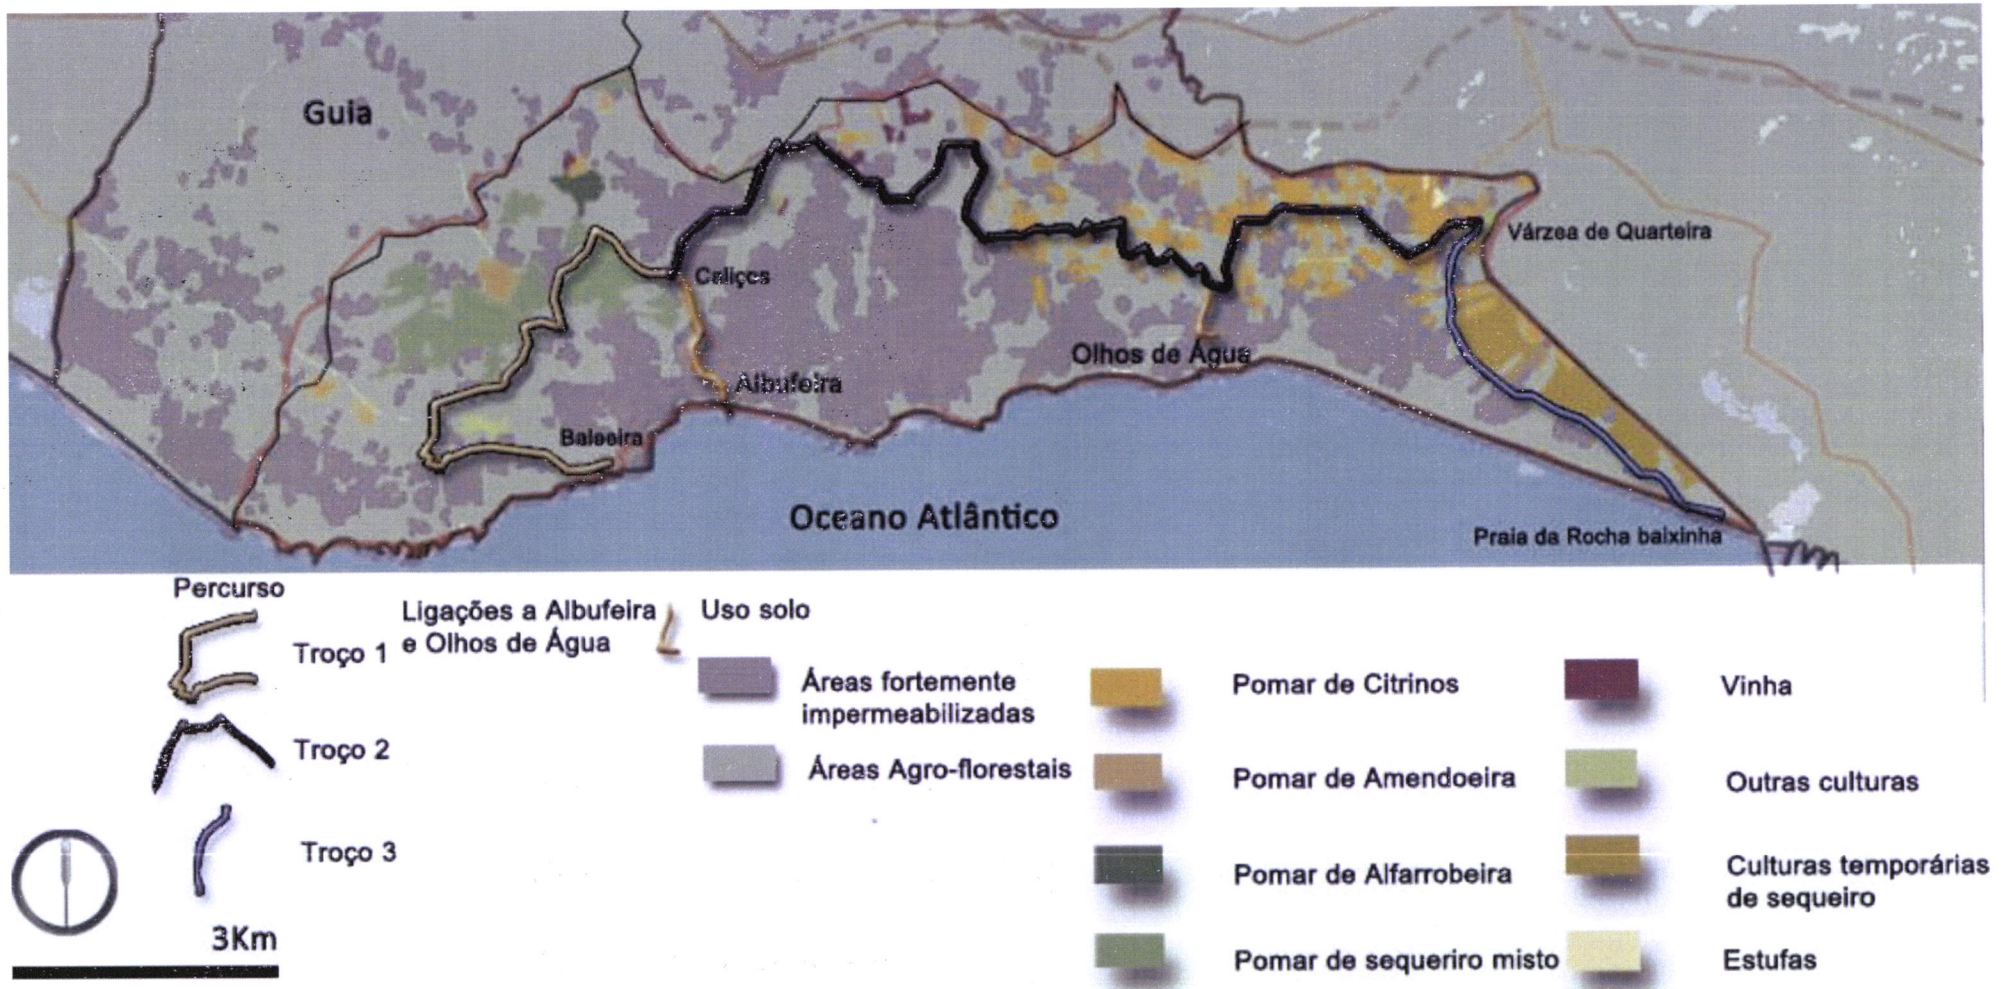 Guia
Várzea de Quarteira
Caliços
Olhos de Água
Albufeira
Baleeira
Oceano Atlântico
Praia da Rocha baixinha
Percurso
Troço 1
Troço 2
Troço 3
3Km
Ligações a Albufeira
e Olhos de Água
Uso solo
Áreas fortemente
impermeabilizadas
Áreas Agro-florestais
Pomar de Citrinos
Pomar de Amendoeira
Pomar de Alfarrobeira
Pomar de sequeriro misto
Vinha
Outras culturas
Culturas temporárias
de sequeiro
Estufas